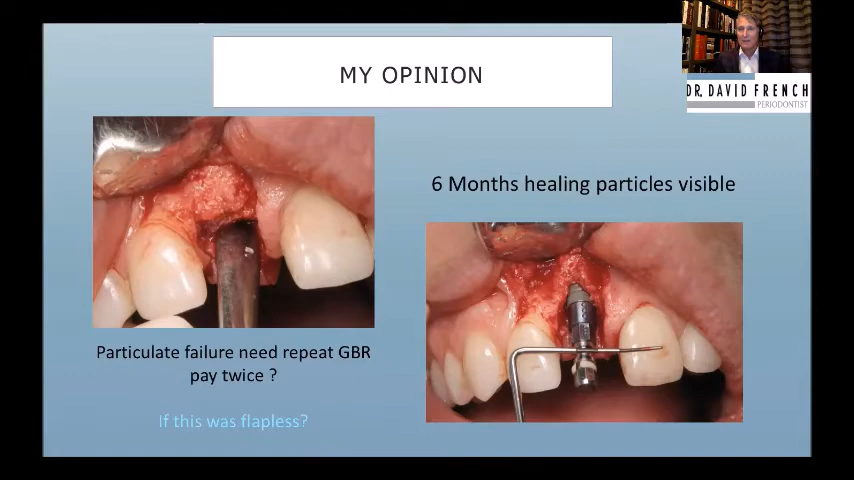 MY OPINION
DR. DAVID FRENCH
PERIODONTIST
6 Months healing particles visible
Particulate failure need repeat GBR
pay twice ?
If this was flapless?